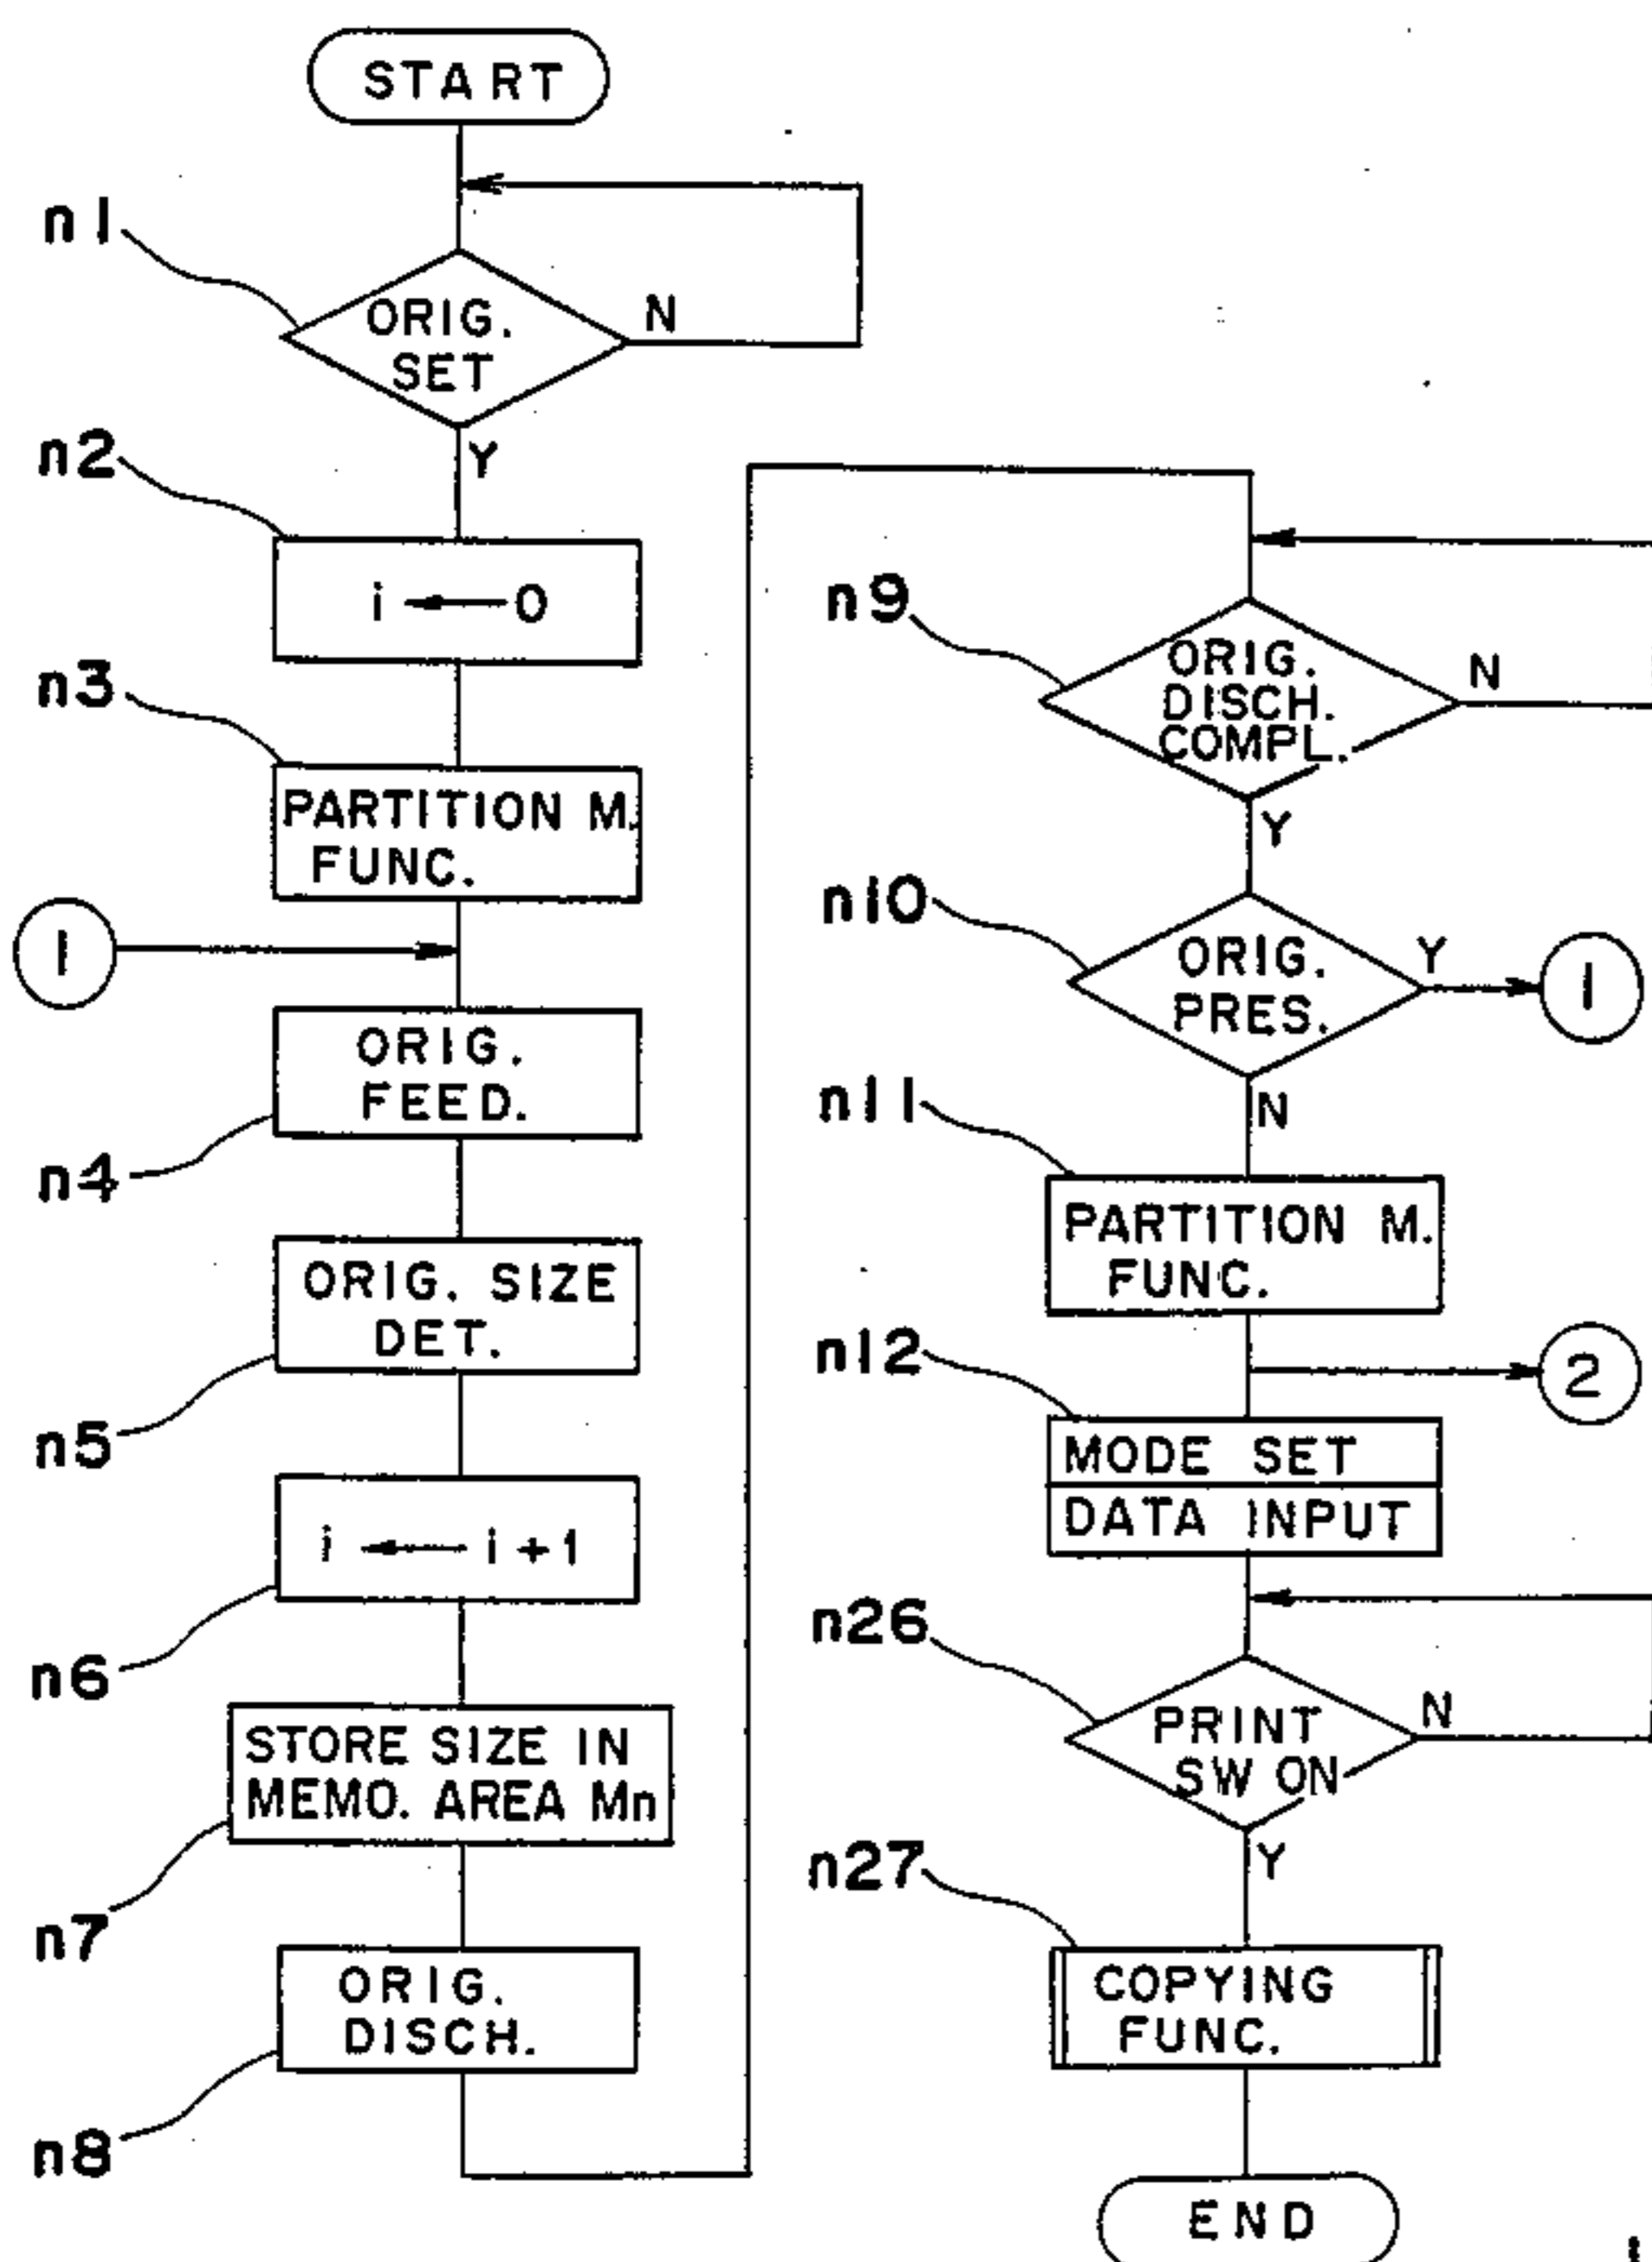 START
n1
ORIG.
SET
N
Y
n2
i ← 0
n3
PARTITION M.
FUNC.
1
n4
ORIG.
FEED.
n5
ORIG. SIZE
DET.
n6
i ← i+1
n7
STORE SIZE IN
MEMO. AREA Mn
n8
ORIG.
DISCH.
n9
ORIG.
DISCH.
COMPL.
N
Y
n10
ORIG.
PRES.
Y
1
N
n11
PARTITION M.
FUNC.
2
n12
MODE SET
DATA INPUT
n26
PRINT
SW ON
N
Y
n27
COPYING
FUNC.
END